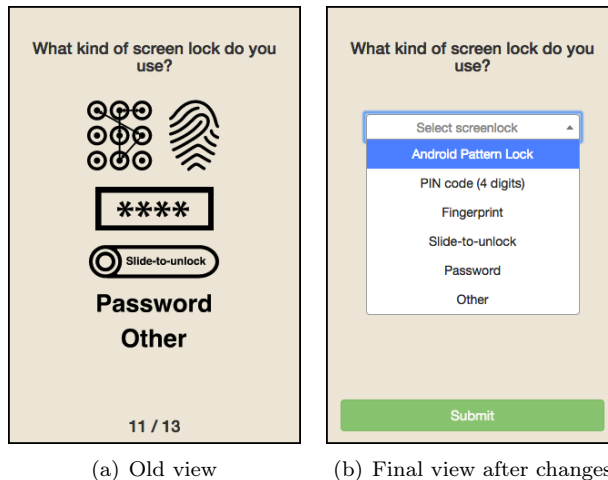 What kind of screen lock do you
use?
****
Slide-to-unlock
Password
Other
11 / 13
(a) Old view
What kind of screen lock do you
use?
Select screenlock
Android Pattern Lock
PIN code (4 digits)
Fingerprint
Slide-to-unlock
Password
Other
Submit
(b) Final view after changes